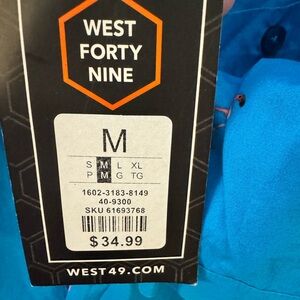 WEST
FORTY
NINE
M
S M L XL
P M G TG
1602-3183-8149
40-9300
SKU 61693768
$34.99
WEST49.COM